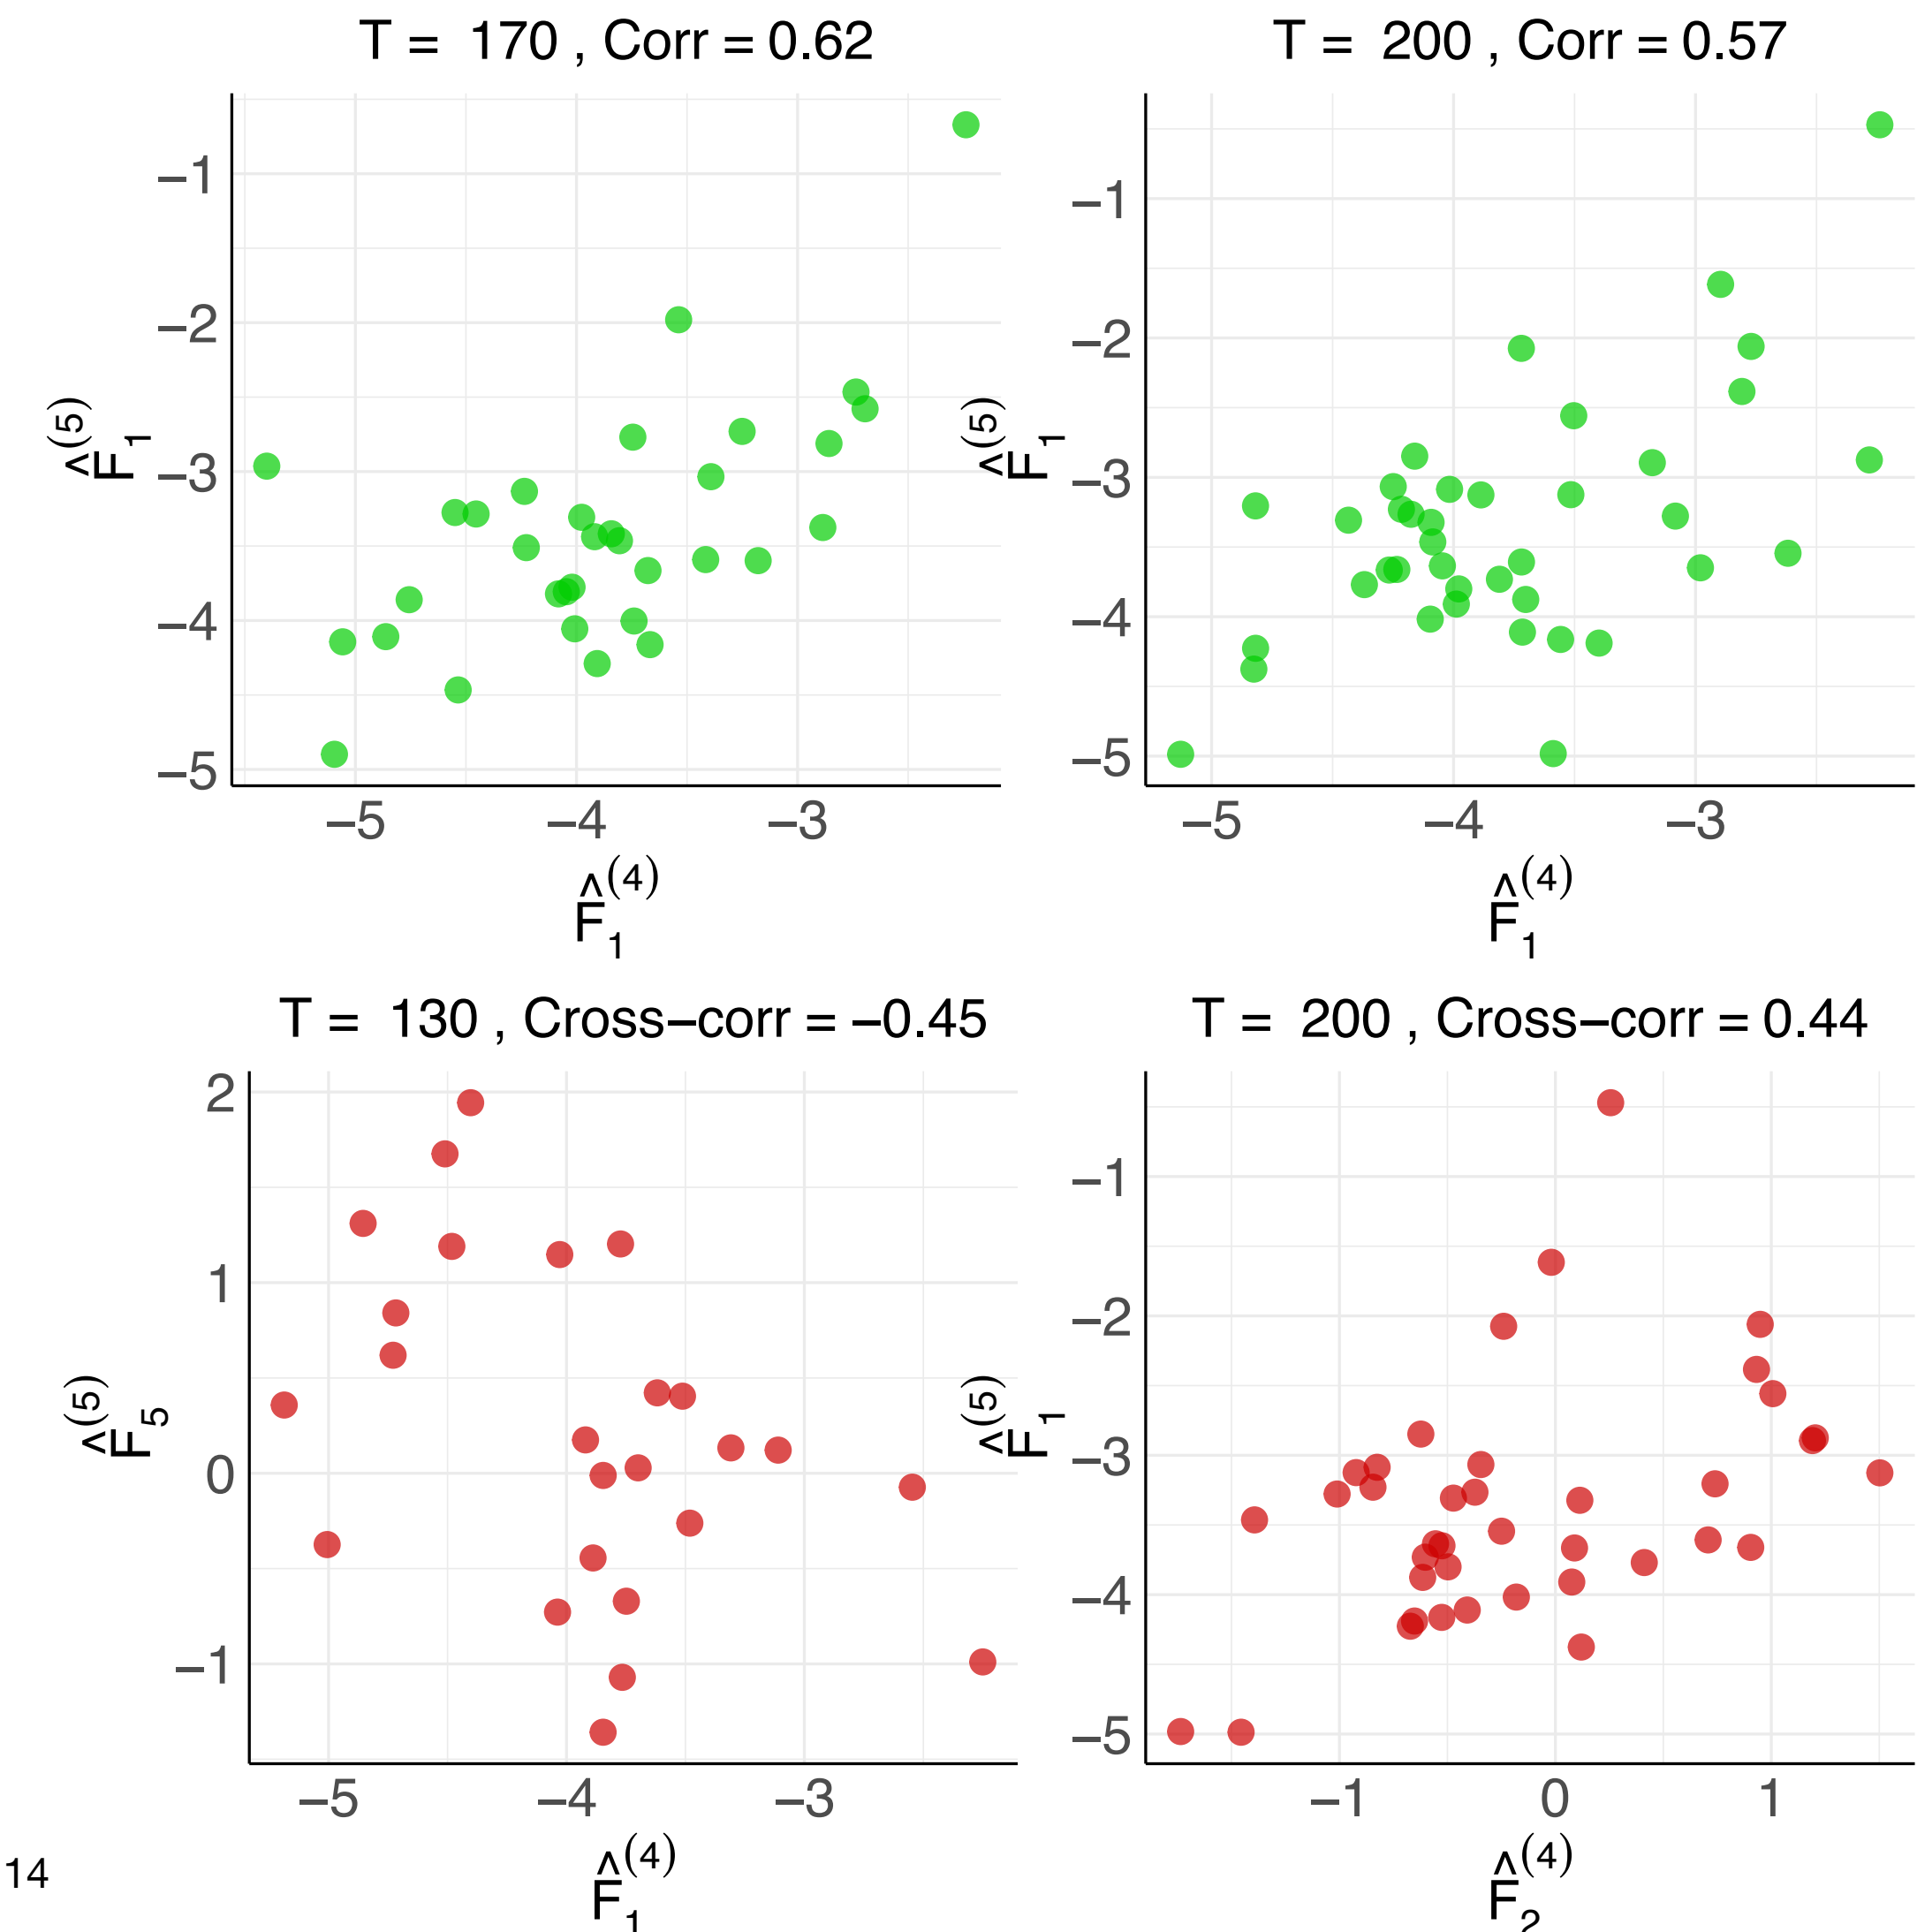 T = 170 , Corr = 0.62
−1
−2
−3
−4
−5
F̂₁⁽⁵⁾
−5 −4 −3
F̂₁⁽⁴⁾
T = 200 , Corr = 0.57
−1
−2
−3
−4
−5
F̂₁⁽⁵⁾
−5 −4 −3
F̂₁⁽⁴⁾
T = 130 , Cross−corr = −0.45
2
1
0
−1
F̂₅⁽⁵⁾
−5 −4 −3
F̂₁⁽⁴⁾
T = 200 , Cross−corr = 0.44
−1
−2
−3
−4
−5
F̂₁⁽⁵⁾
−1 0 1
F̂₂⁽⁴⁾
14